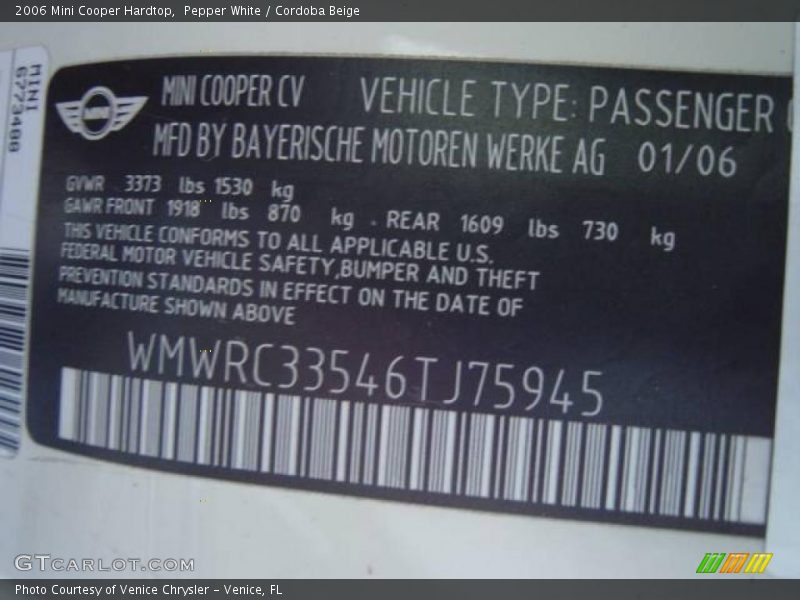 2006 Mini Cooper Hardtop,  Pepper White / Cordoba Beige
MINI
6773488
MINI
MINI COOPER CV VEHICLE TYPE: PASSENGER
MFD BY BAYERISCHE MOTOREN WERKE AG 01/06
GVWR 3373 lbs 1530 kg
GAWR FRONT 1918 lbs 870 kg . REAR 1609 lbs 730 kg
THIS VEHICLE CONFORMS TO ALL APPLICABLE U.S.
FEDERAL MOTOR VEHICLE SAFETY,BUMPER AND THEFT
PREVENTION STANDARDS IN EFFECT ON THE DATE OF
MANUFACTURE SHOWN ABOVE
WMWRC33546TJ75945
GTCARLOT.COM
Photo Courtesy of Venice Chrysler - Venice, FL